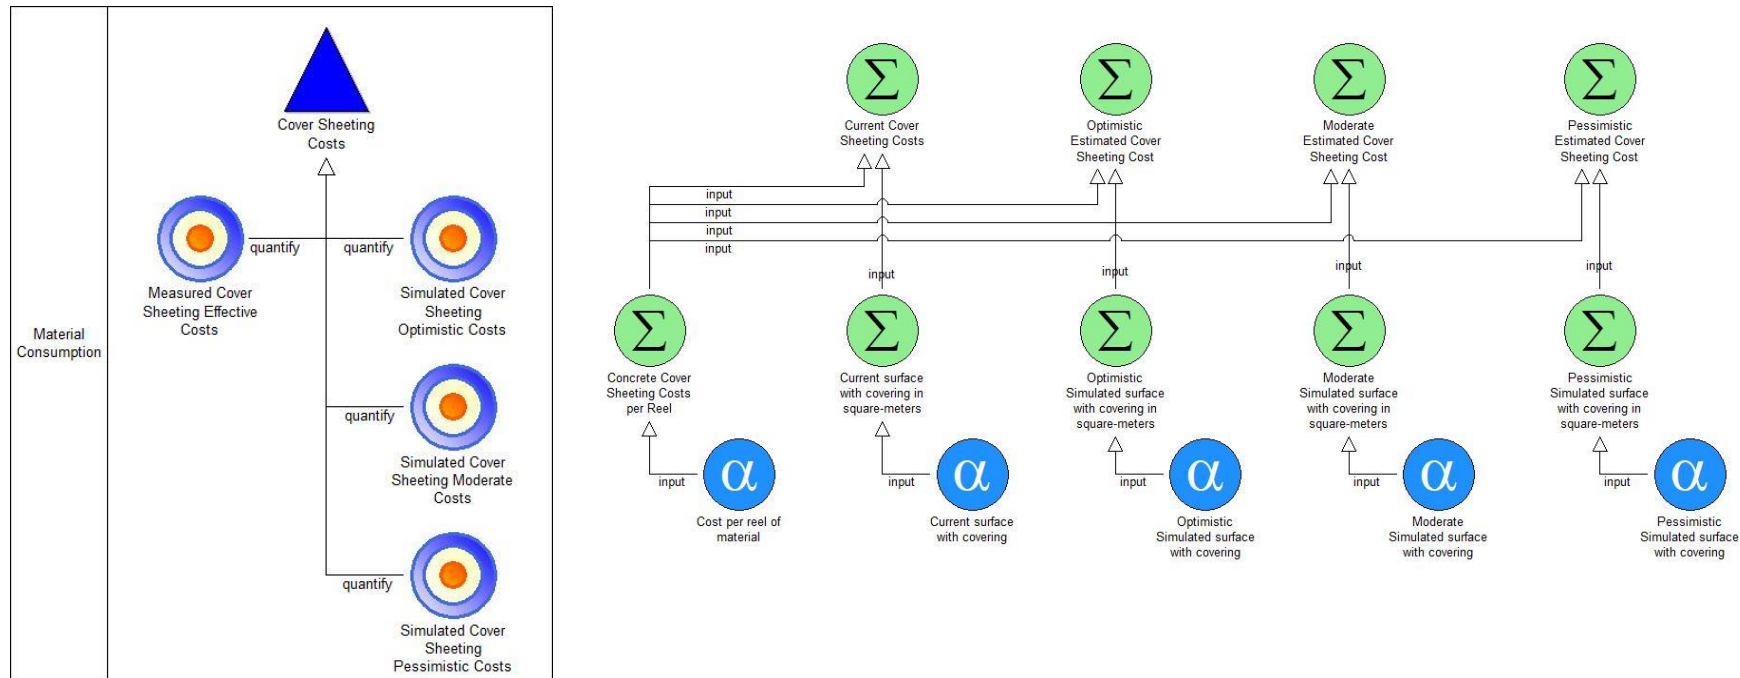 Material
Consumption
Cover Sheeting
Costs
quantify
quantify
Measured Cover
Sheeting Effective
Costs
Simulated Cover
Sheeting
Optimistic Costs
quantify
Simulated Cover
Sheeting Moderate
Costs
quantify
Simulated Cover
Sheeting
Pessimistic Costs
Σ
Current Cover
Sheeting Costs
Σ
Optimistic
Estimated Cover
Sheeting Cost
Σ
Moderate
Estimated Cover
Sheeting Cost
Σ
Pessimistic
Estimated Cover
Sheeting Cost
input
input
input
input
input
input
input
input
Σ
Concrete Cover
Sheeting Costs
per Reel
Σ
Current surface
with covering in
square-meters
Σ
Optimistic
Simulated surface
with covering in
square-meters
Σ
Moderate
Simulated surface
with covering in
square-meters
Σ
Pessimistic
Simulated surface
with covering in
square-meters
input
α
Cost per reel of
material
input
α
Current surface
with covering
input
α
Optimistic
Simulated surface
with covering
input
α
Moderate
Simulated surface
with covering
input
α
Pessimistic
Simulated surface
with covering